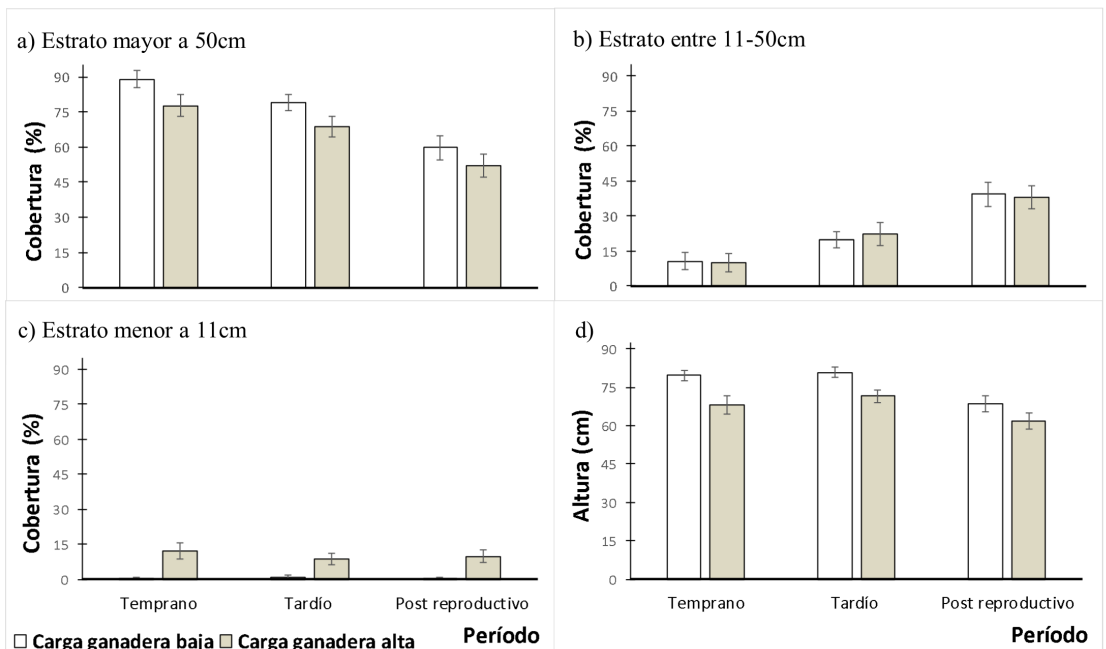 a) Estrato mayor a 50cm
90
75
60
45
30
15
0
Cobertura (%)
b) Estrato entre 11-50cm
90
75
60
45
30
15
0
Cobertura (%)
c) Estrato menor a 11cm
90
75
60
45
30
15
0
Cobertura (%)
Temprano Tardío Post reproductivo
Carga ganadera baja Carga ganadera alta
Período
d)
90
75
60
45
30
15
0
Altura (cm)
Temprano Tardío Post reproductivo
Período